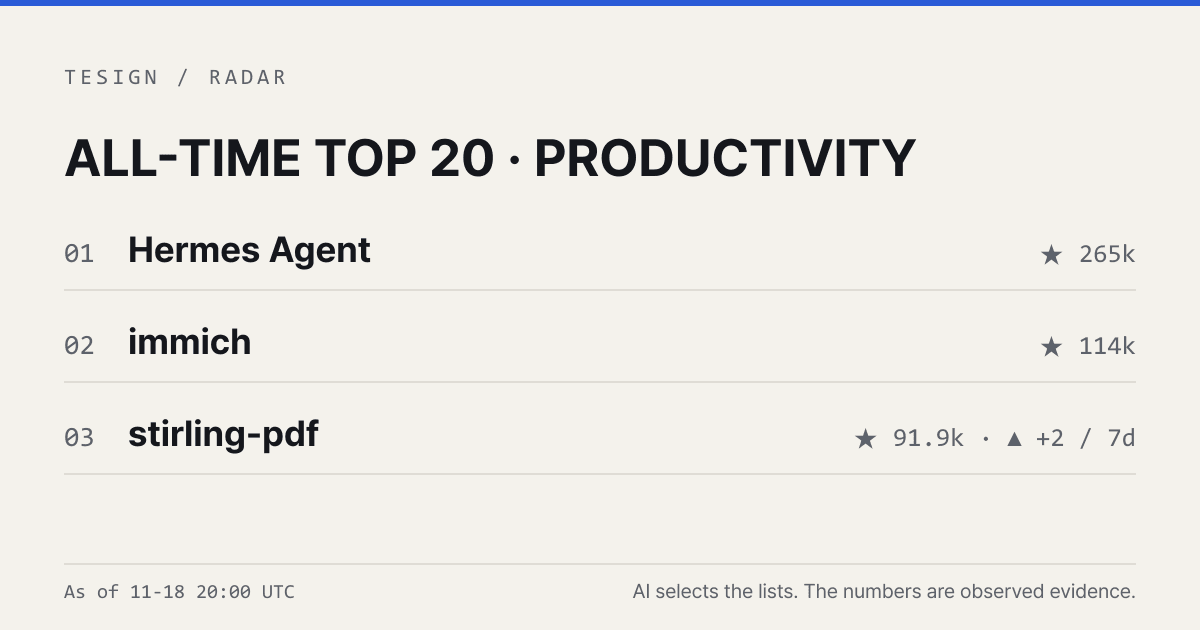 TESIGN / RADAR
ALL-TIME TOP 20 · PRODUCTIVITY
01 Hermes Agent ★ 265k
02 immich ★ 114k
03 stirling-pdf ★ 91.9k · ▲ +2 / 7d
As of 11-18 20:00 UTC
AI selects the lists. The numbers are observed evidence.